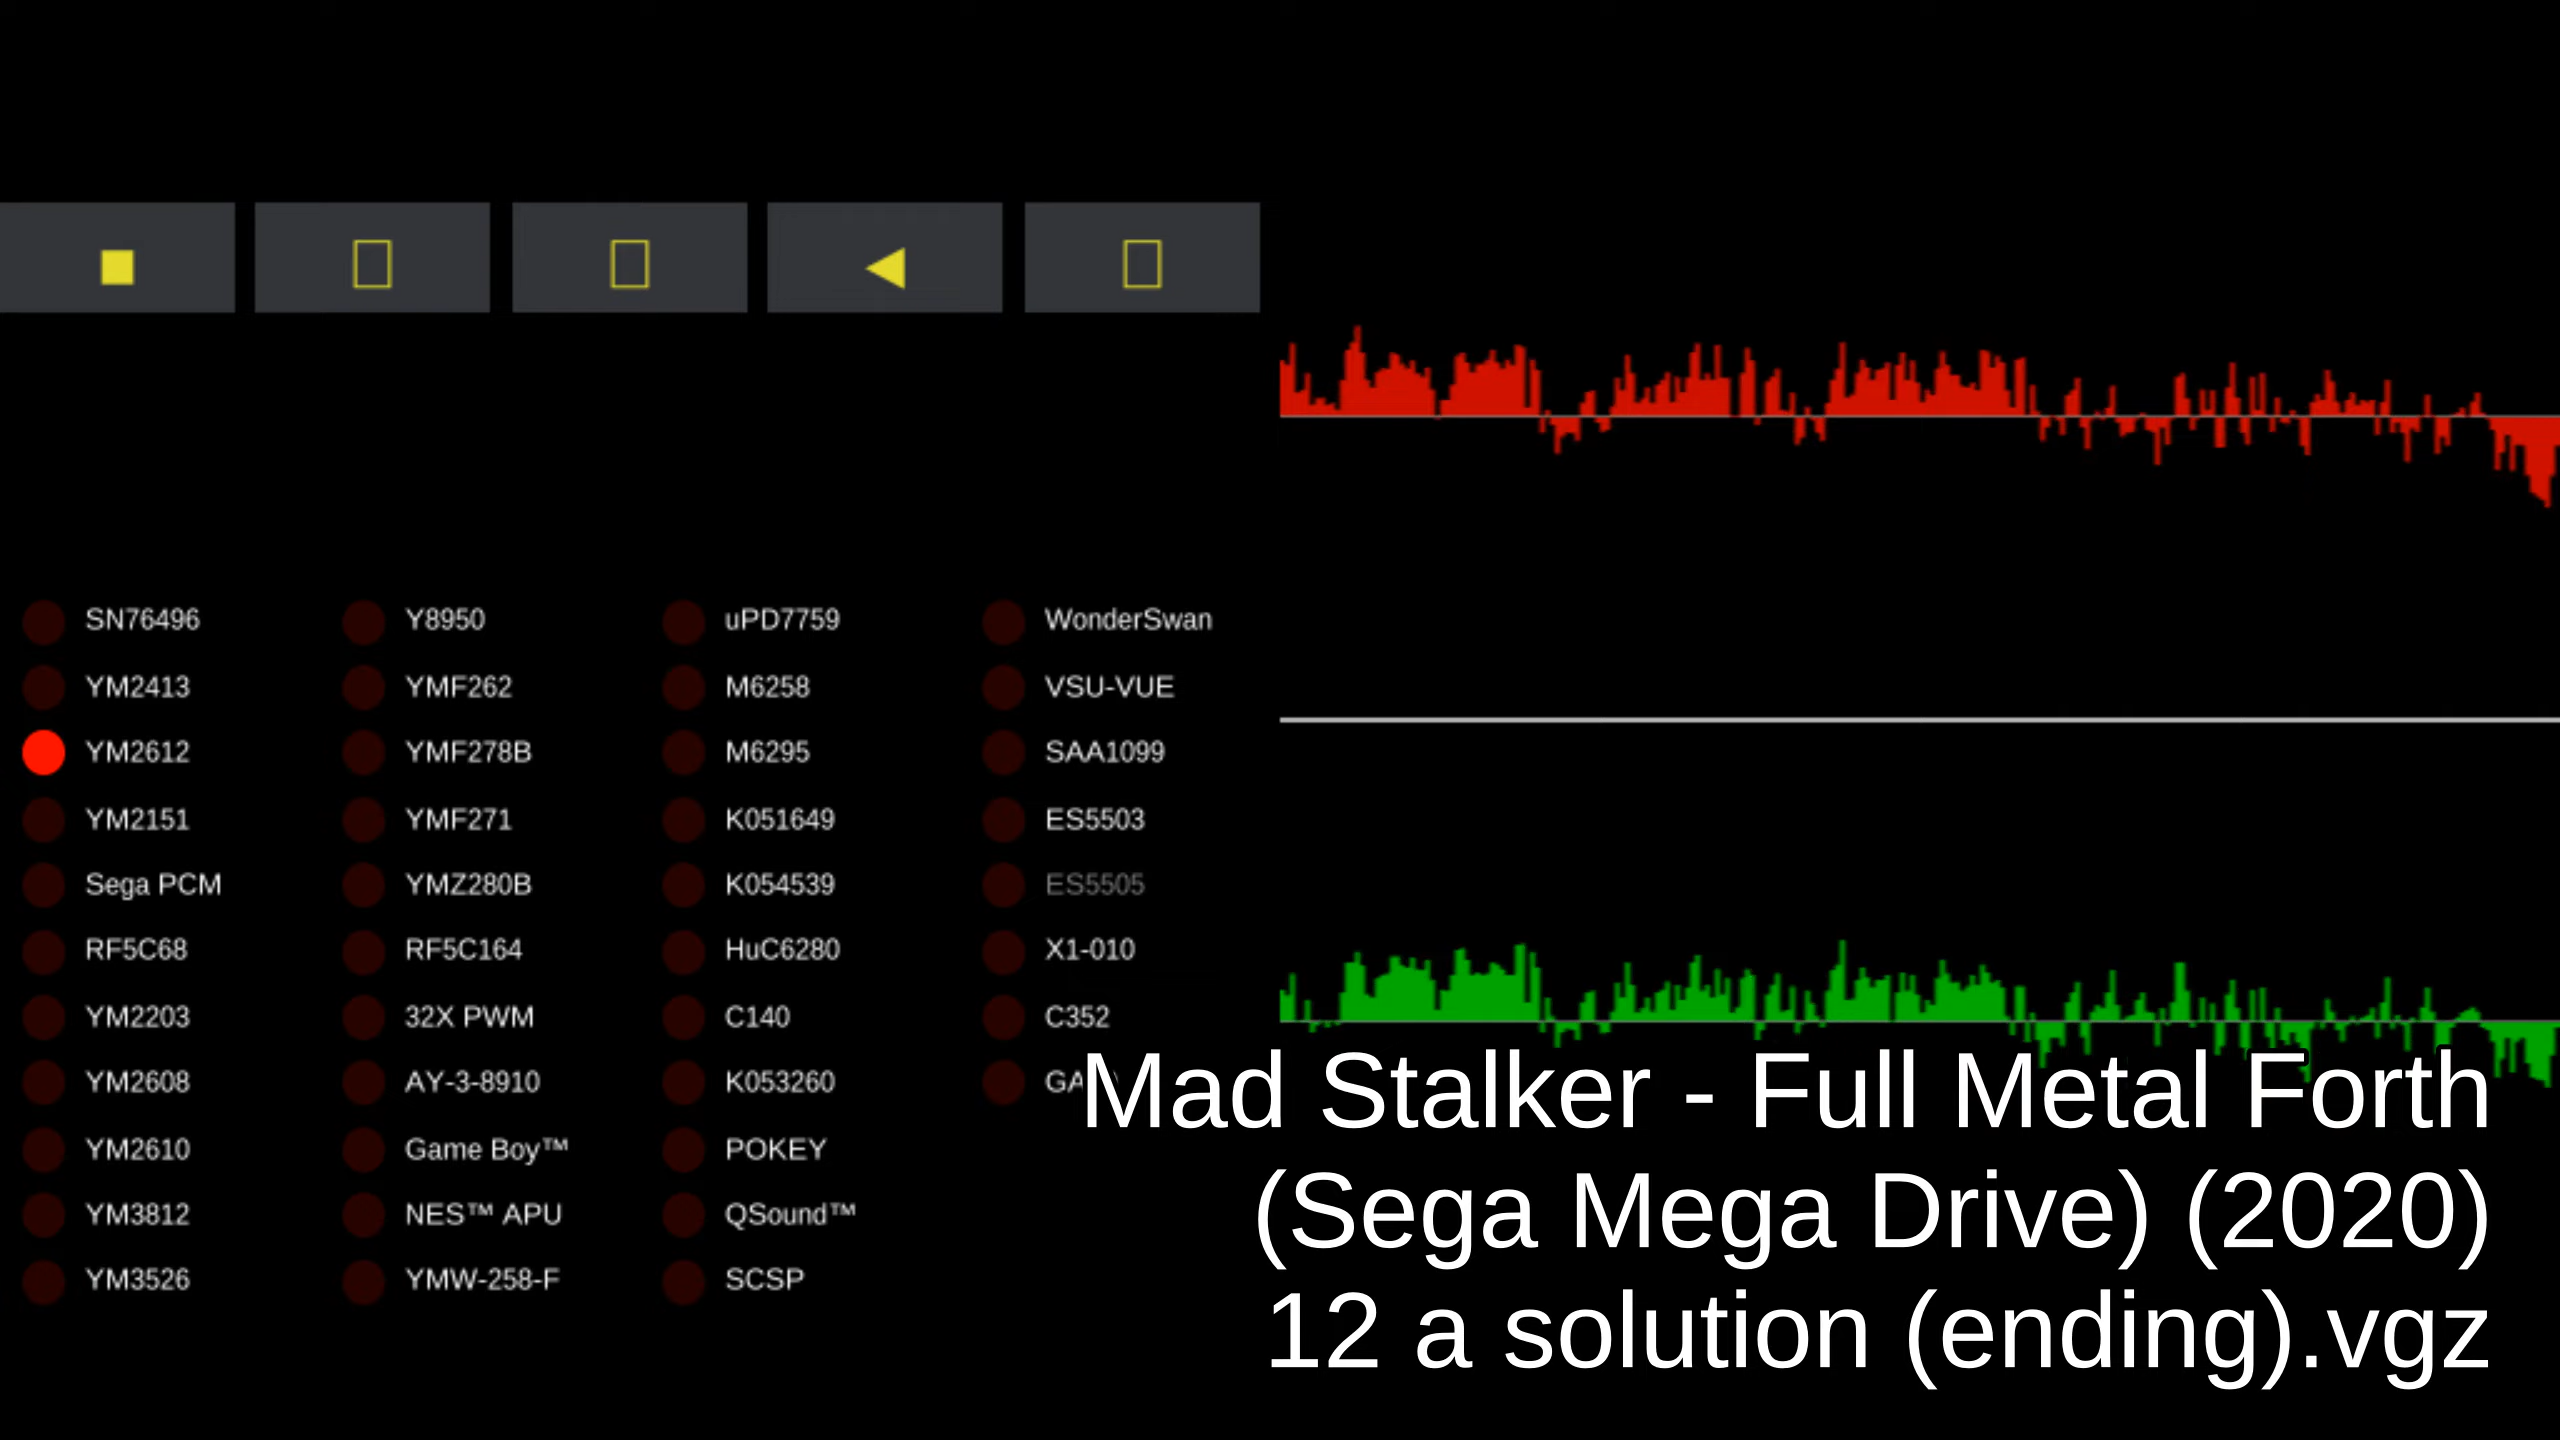 SN76496 Y8950 uPD7759 WonderSwan
YM2413 YMF262 M6258 VSU-VUE
YM2612 YMF278B M6295 SAA1099
YM2151 YMF271 K051649 ES5503
Sega PCM YMZ280B K054539 ES5505
RF5C68 RF5C164 HuC6280 X1-010
YM2203 32X PWM C140 C352
YM2608 AY-3-8910 K053260
YM2610 Game Boy™ POKEY
YM3812 NES™ APU QSound™
YM3526 YMW-258-F SCSP
Mad Stalker - Full Metal Forth
(Sega Mega Drive) (2020)
12 a solution (ending).vgz